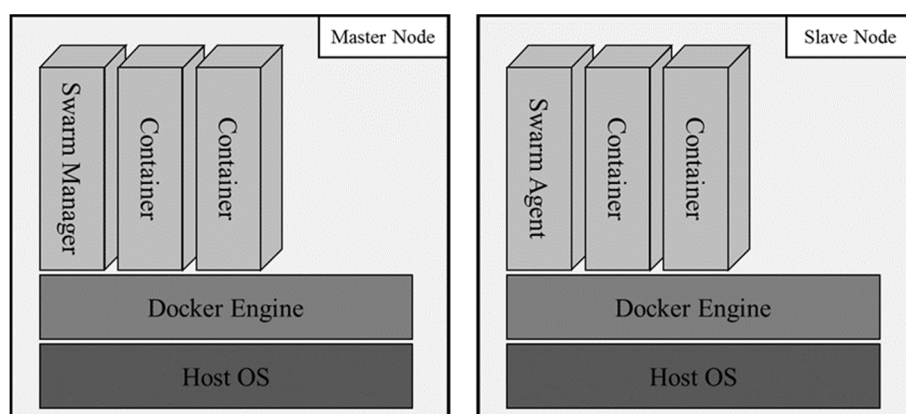 Master Node
Swarm Manager
Container
Container
Docker Engine
Host OS
Slave Node
Swarm Agent
Container
Container
Docker Engine
Host OS